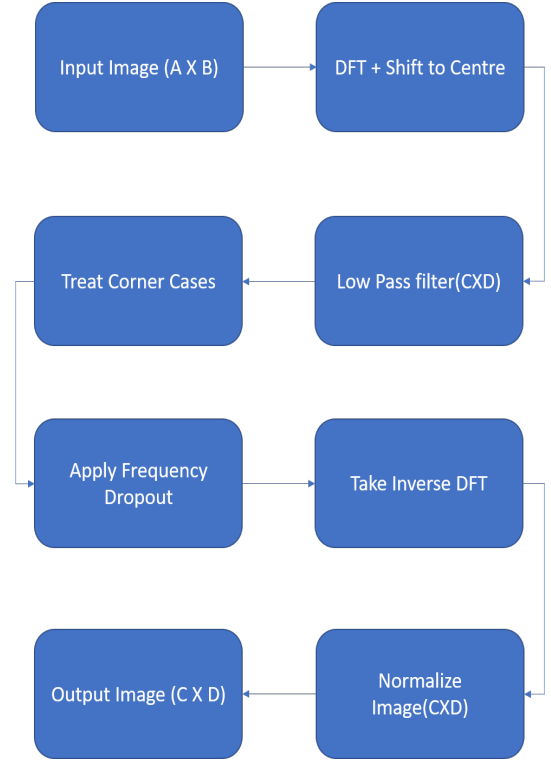 Input Image (A X B)
DFT + Shift to Centre
Low Pass filter(CXD)
Treat Corner Cases
Apply Frequency
Dropout
Take Inverse DFT
Normalize
Image(CXD)
Output Image (C X D)